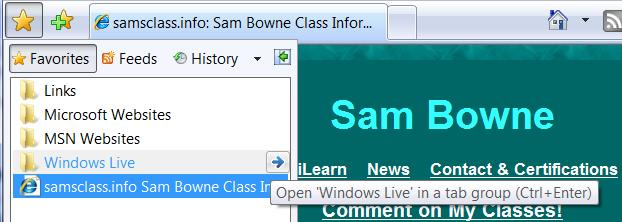 samsclass.info: Sam Bowne Class Infor...
Favorites Feeds History
Links
Microsoft Websites
MSN Websites
Windows Live
samsclass.info Sam Bowne Class In
Sam Bowne
iLearn News Contact & Certifications
Open 'Windows Live' in a tab group (Ctrl+Enter)
Comment on My Classes!